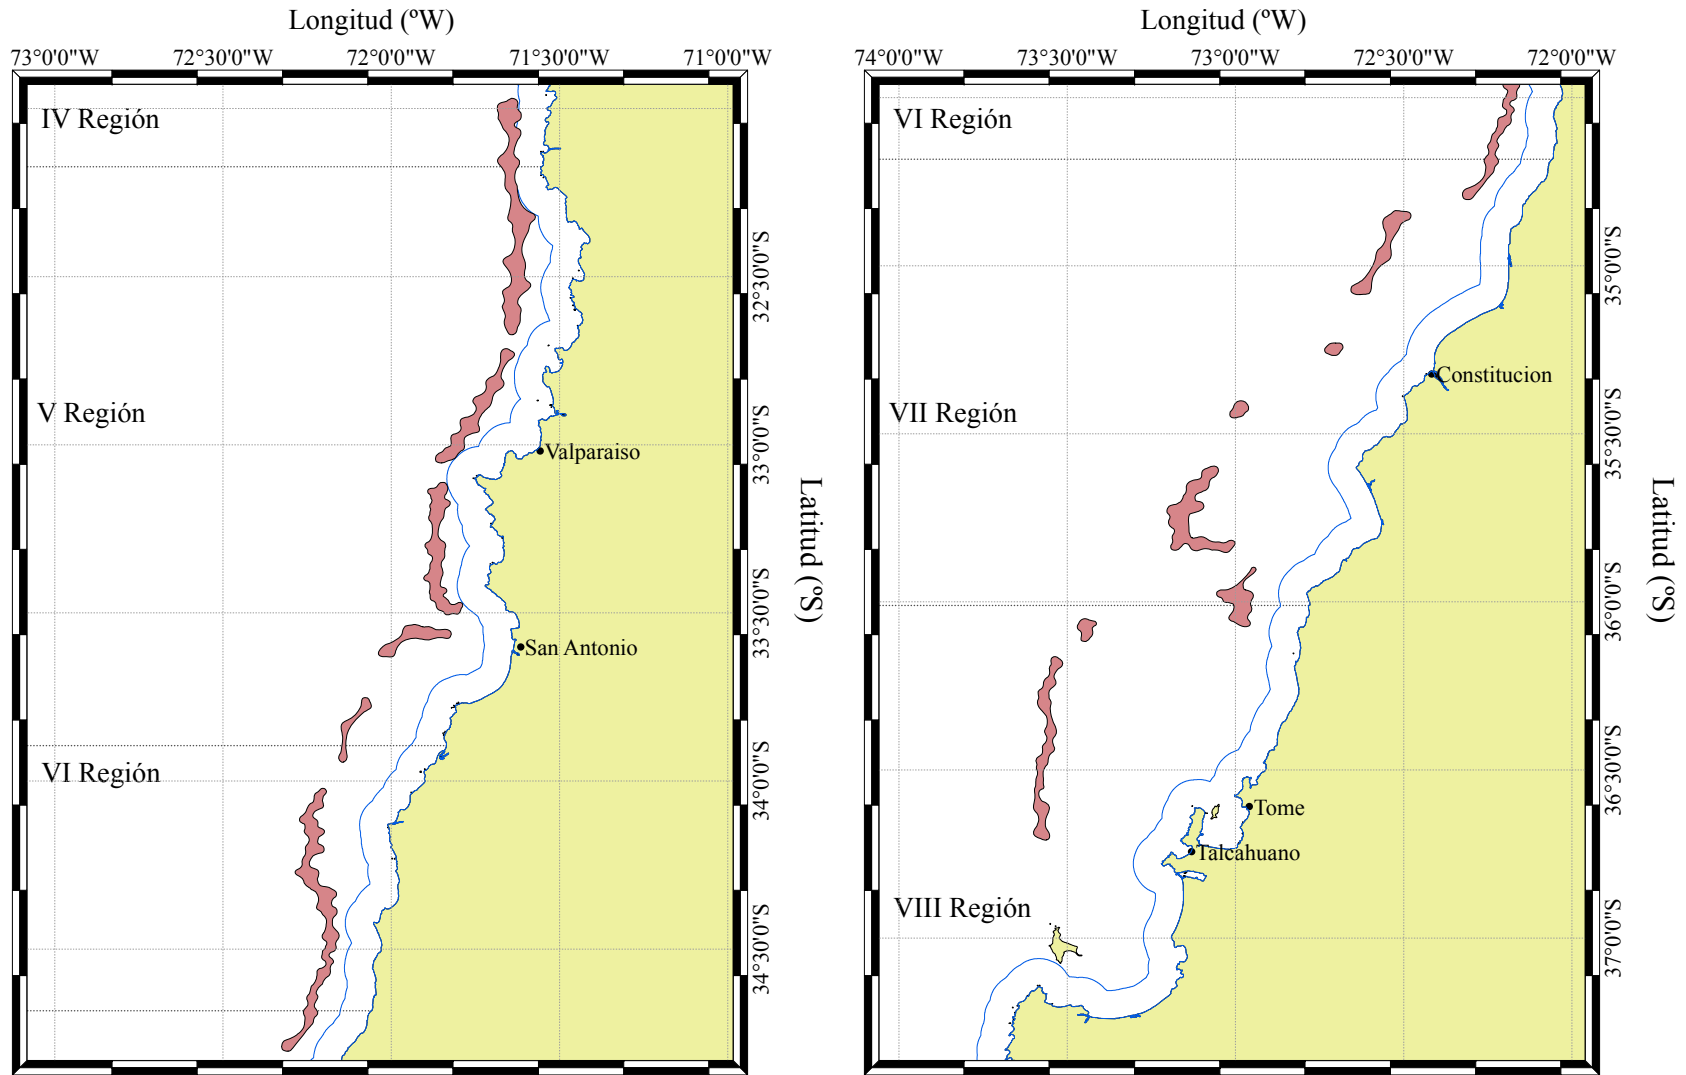 Longitud (ºW)
73°0'0"W 72°30'0"W 72°0'0"W 71°30'0"W 71°0'0"W
IV Región
32°30'0"S
V Región
Valparaiso
33°0'0"S
Latitud (ºS)
33°30'0"S
San Antonio
VI Región
34°0'0"S
34°30'0"S
Longitud (ºW)
74°0'0"W 73°30'0"W 73°0'0"W 72°30'0"W 72°0'0"W
VI Región
35°0'0"S
Constitucion
VII Región
35°30'0"S
Latitud (ºS)
36°0'0"S
36°30'0"S
Tome
Talcahuano
VIII Región
37°0'0"S